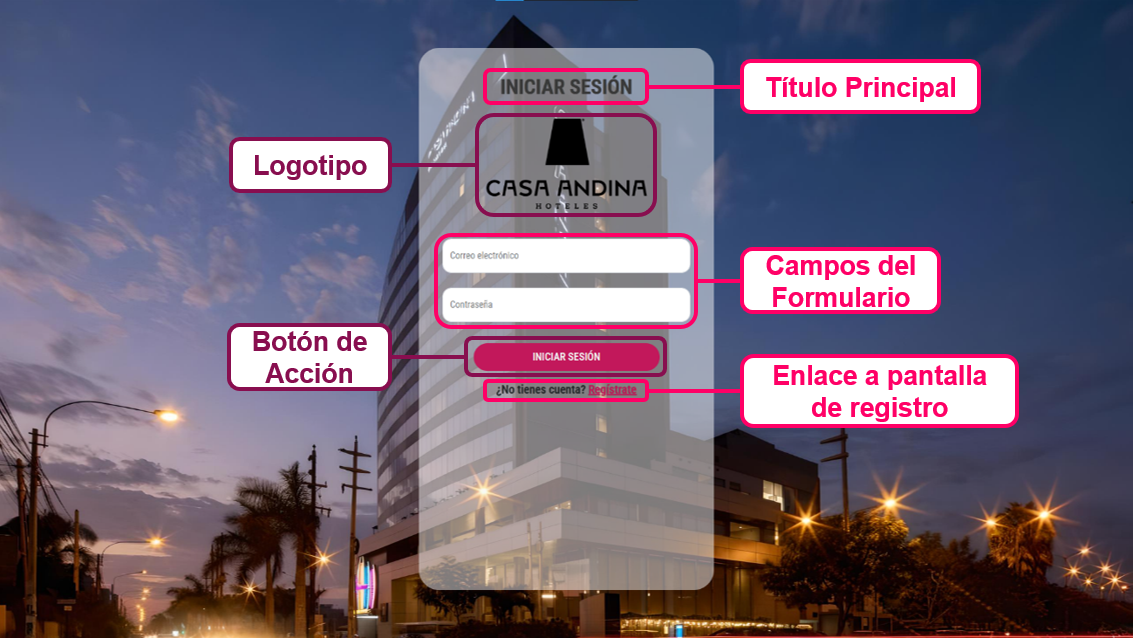 INICIAR SESIÓN
Título Principal
Logotipo
CASA ANDINA
HOTELES
Correo electrónico
Campos del
Formulario
Contraseña
Botón de
Acción
INICIAR SESIÓN
¿No tienes cuenta? Regístrate
Enlace a pantalla
de registro